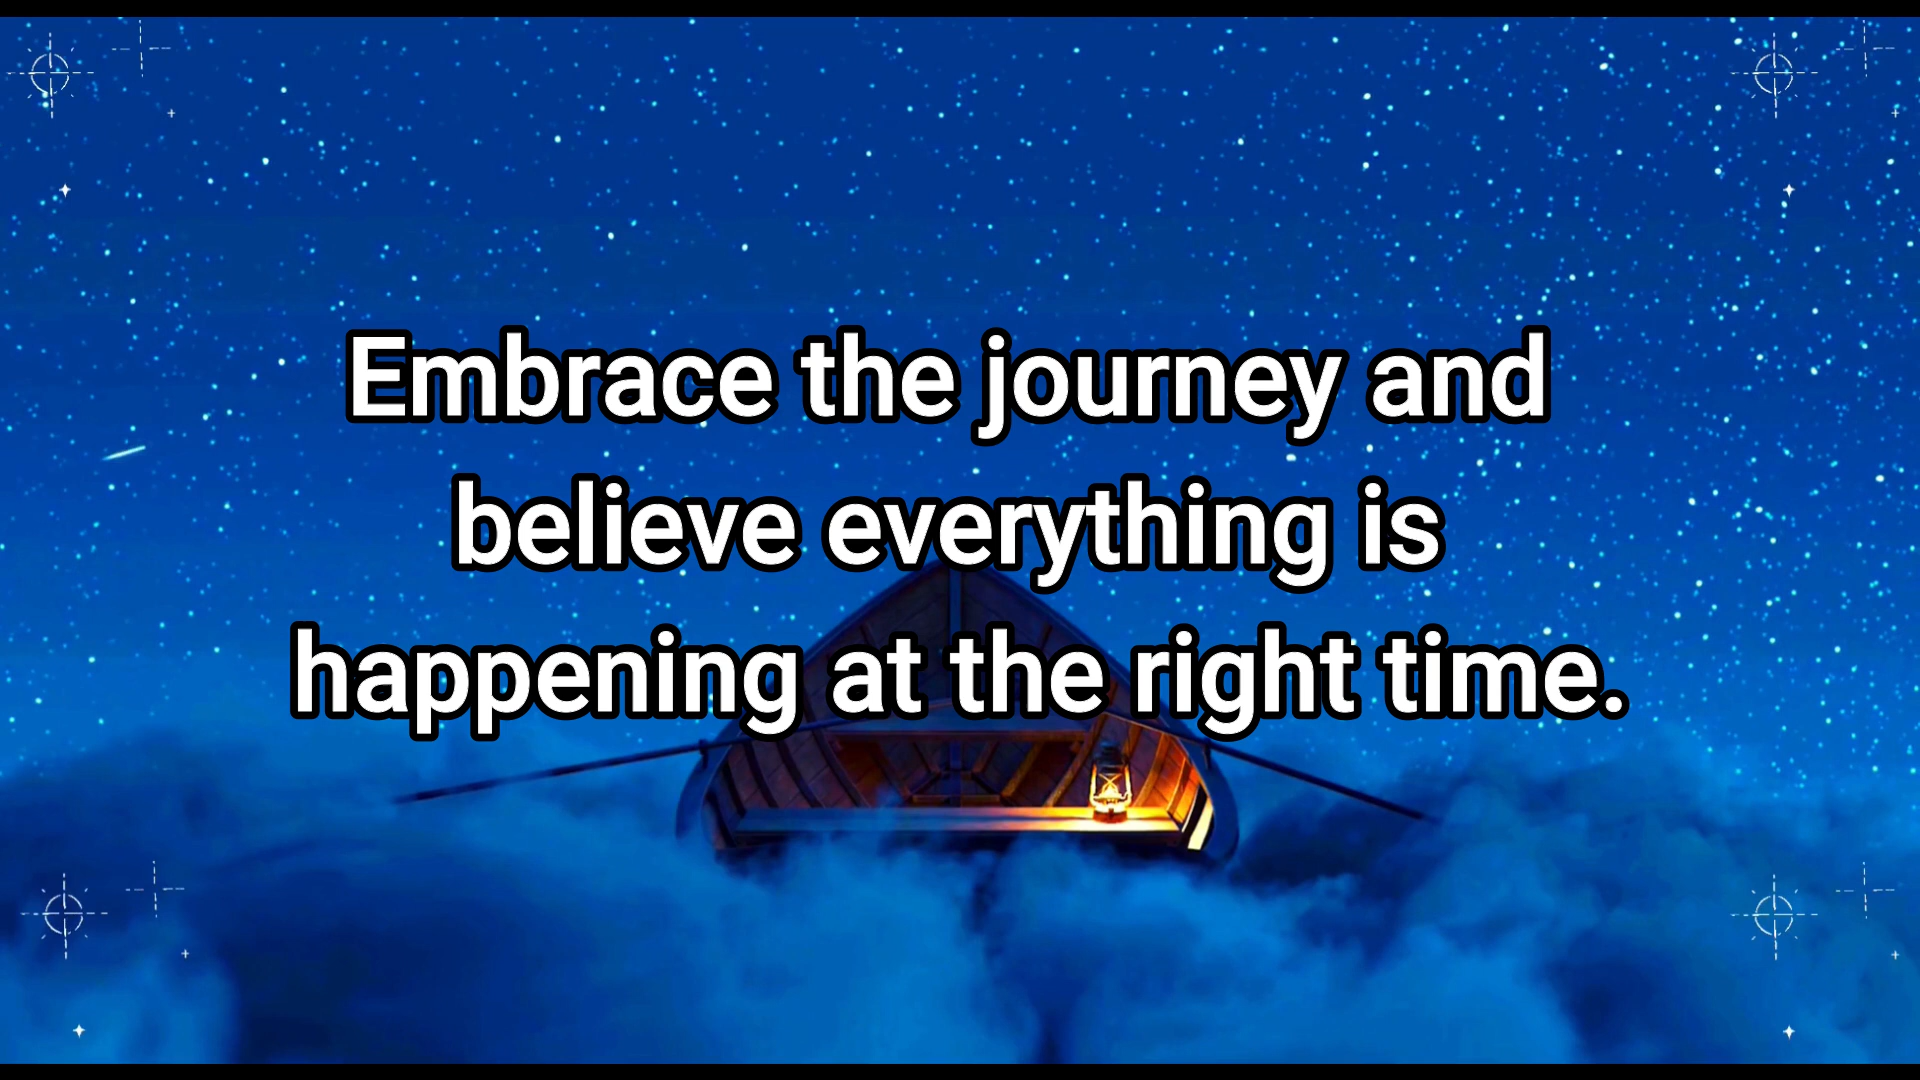 Embrace the journey and
believe everything is
happening at the right time.